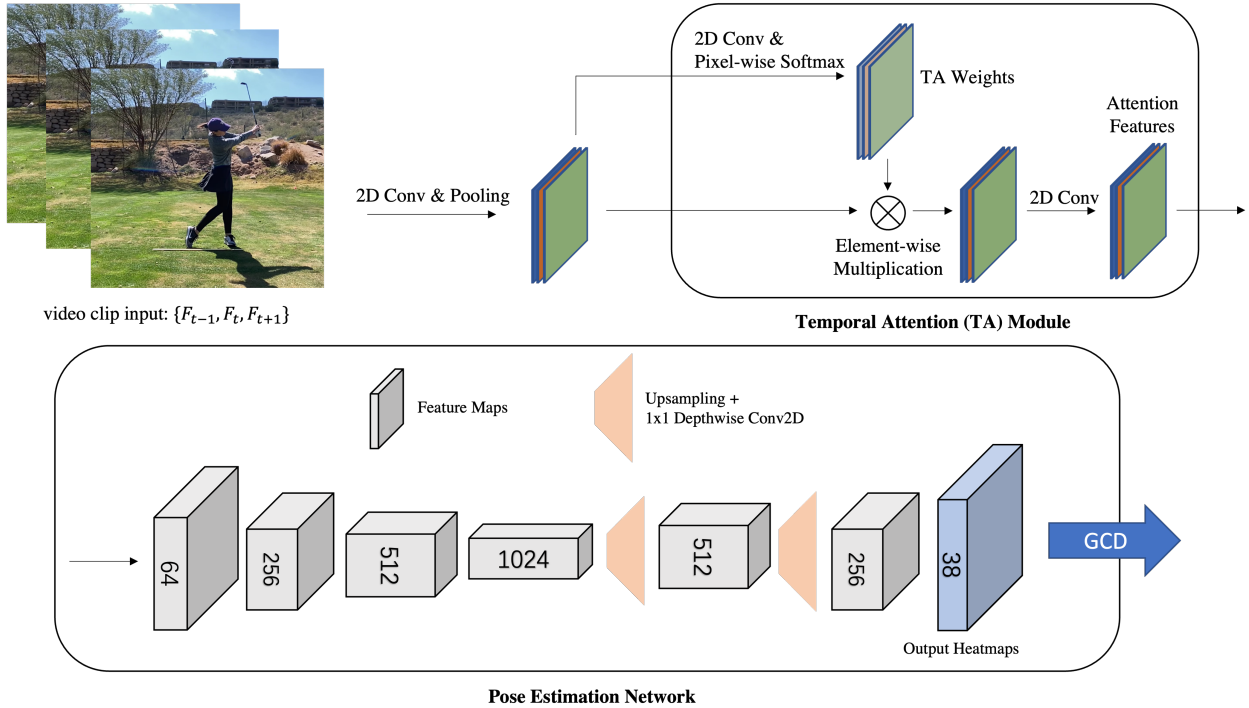 2D Conv & Pooling
2D Conv &
Pixel-wise Softmax
TA Weights
Element-wise
Multiplication
2D Conv
Attention
Features
video clip input: {F_{t−1}, F_t, F_{t+1}}
Temporal Attention (TA) Module
Feature Maps
Upsampling +
1x1 Depthwise Conv2D
64
256
512
1024
512
256
38
GCD
Output Heatmaps
Pose Estimation Network